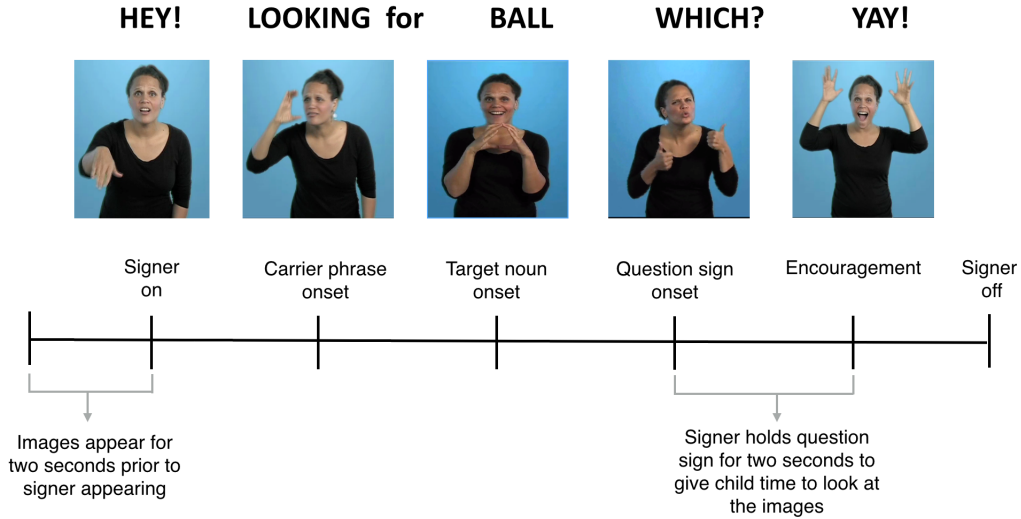 HEY! LOOKING for BALL WHICH? YAY!
Signer
on
Carrier phrase
onset
Target noun
onset
Question sign
onset
Encouragement
Signer
off
Images appear for
two seconds prior to
signer appearing
Signer holds question
sign for two seconds to
give child time to look at
the images